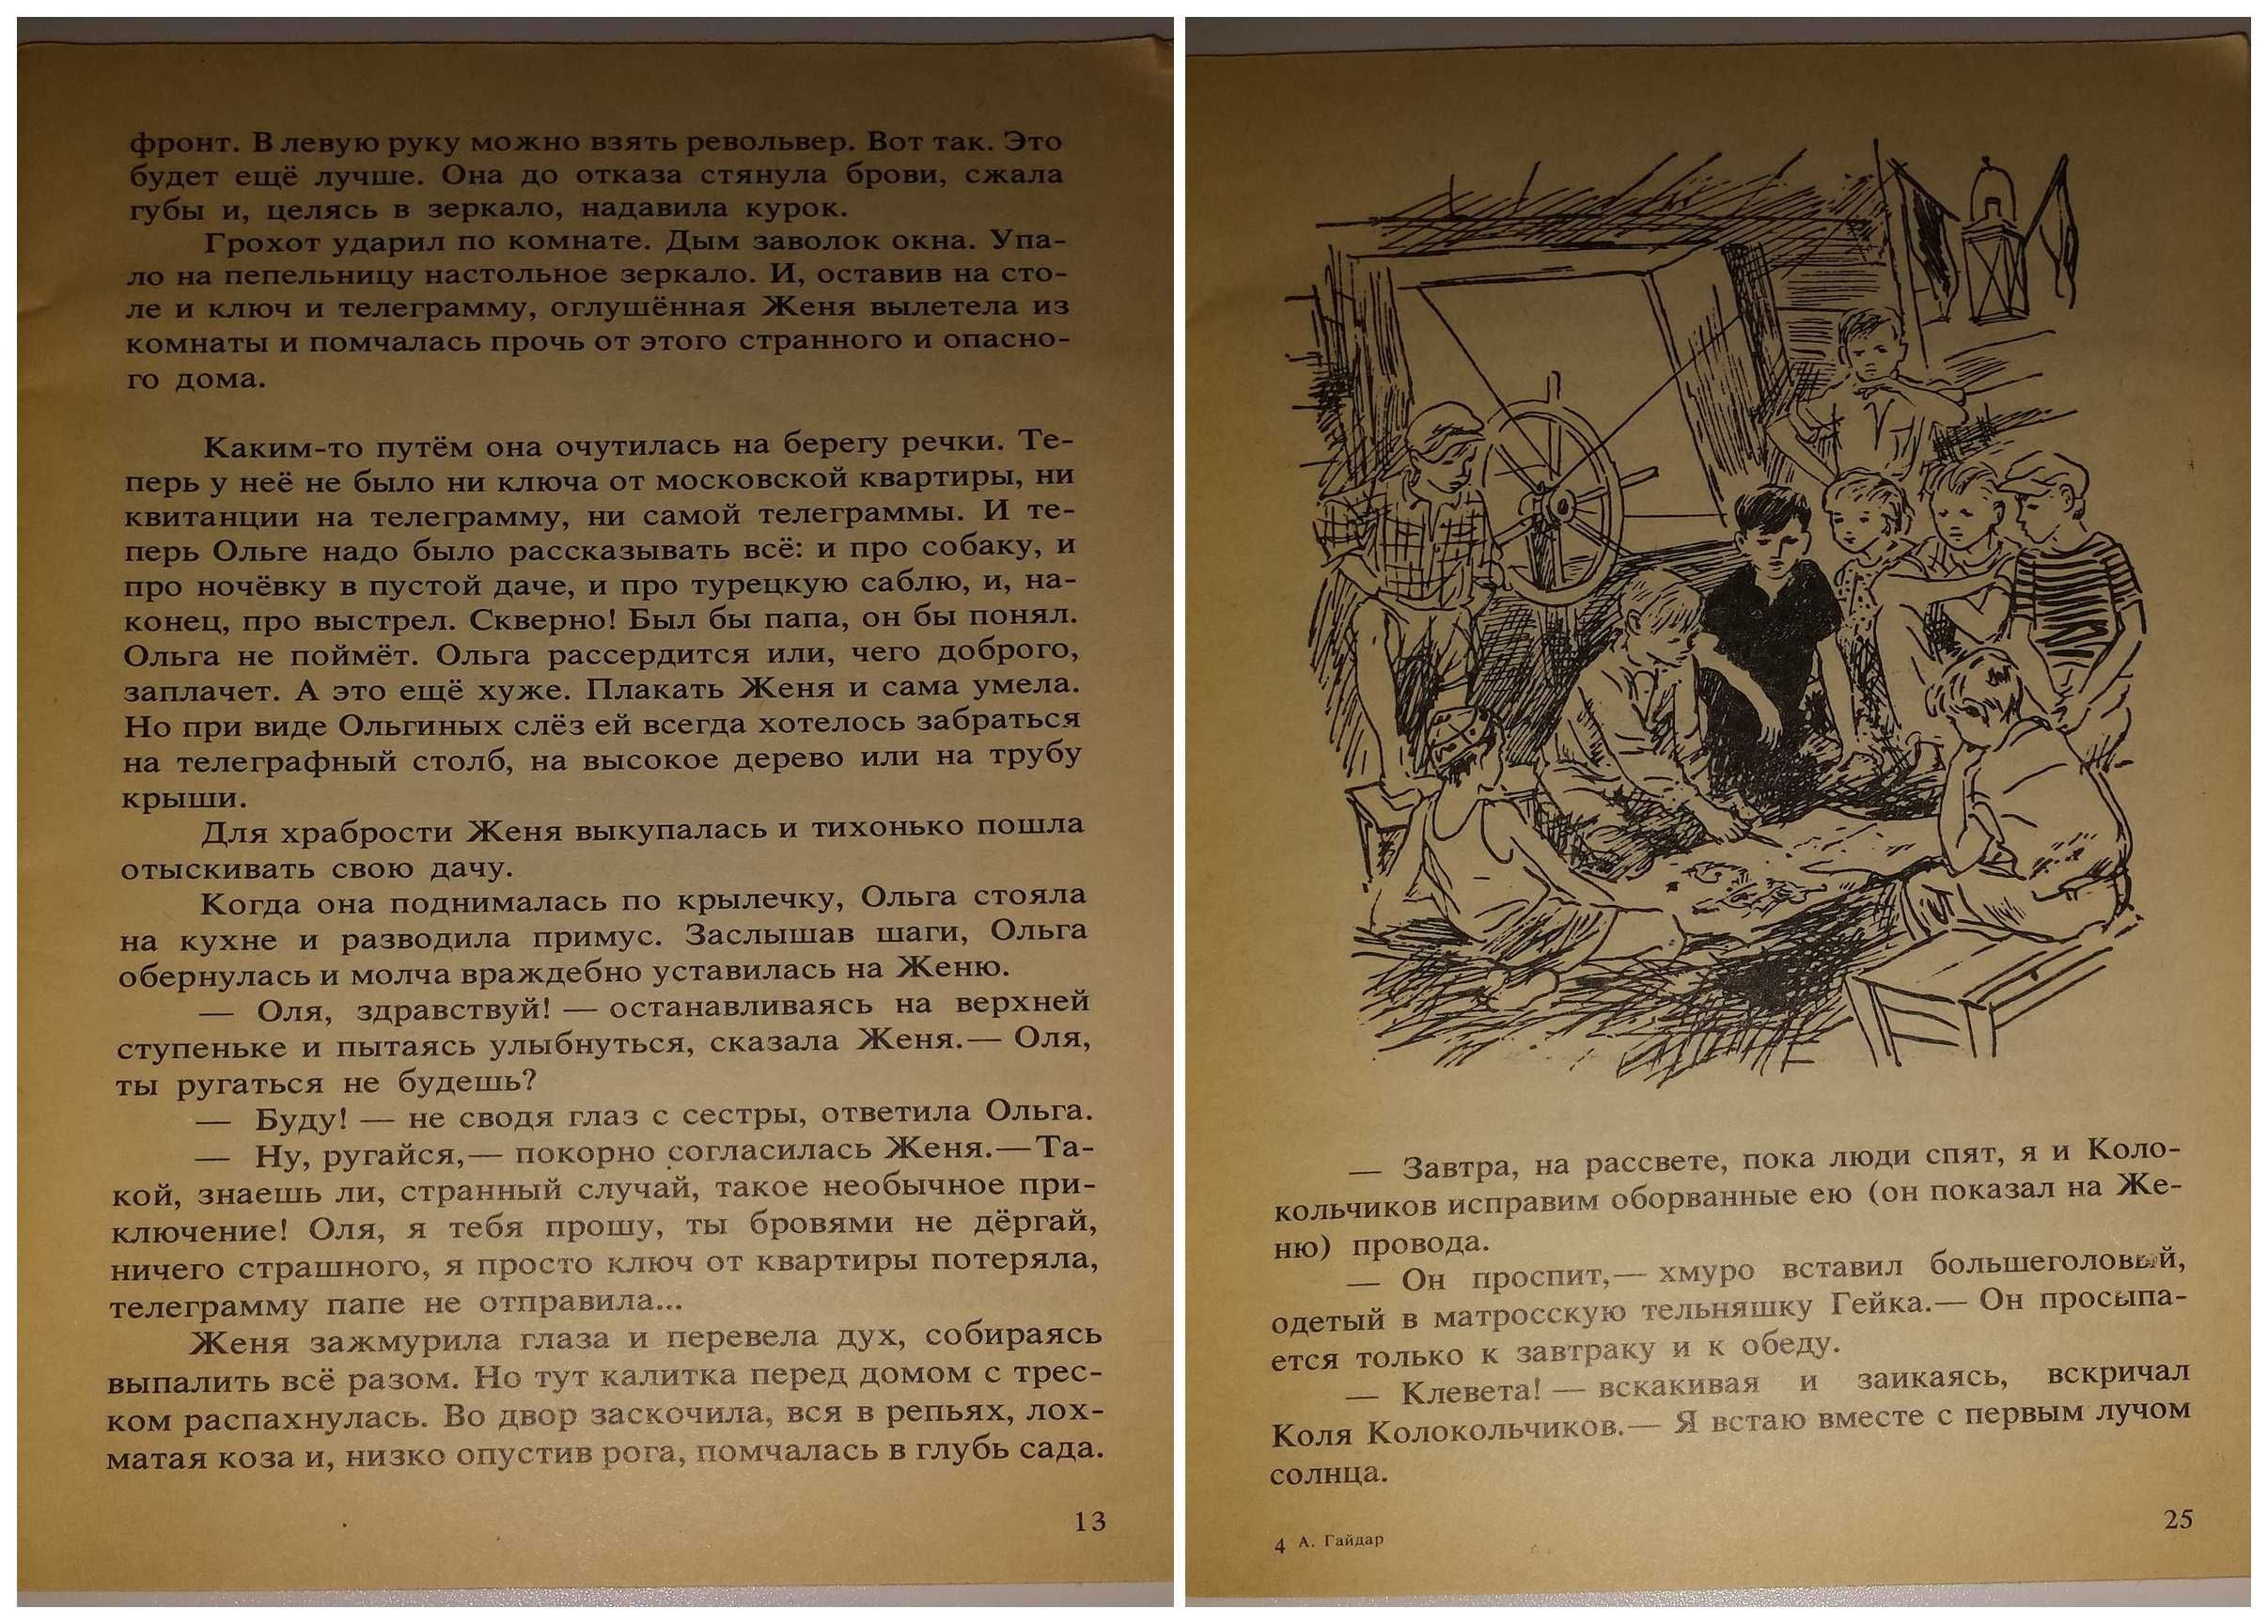 фронт. В левую руку можно взять револьвер. Вот так. Это
будет ещё лучше. Она до отказа стянула брови, сжала
губы и, целясь в зеркало, надавила курок.
Грохот ударил по комнате. Дым заволок окна. Упа-
ло на пепельницу настольное зеркало. И, оставив на сто-
ле и ключ и телеграмму, оглушённая Женя вылетела из
комнаты и помчалась прочь от этого странного и опасно-
го дома.
Каким-то путём она очутилась на берегу речки. Те-
перь у неё не было ни ключа от московской квартиры, ни
квитанции на телеграмму, ни самой телеграммы. И те-
перь Ольге надо было рассказывать всё: и про собаку, и
про ночёвку в пустой даче, и про турецкую саблю, и, на-
конец, про выстрел. Скверно! Был бы папа, он бы понял.
Ольга не поймёт. Ольга рассердится или, чего доброго,
заплачет. А это ещё хуже. Плакать Женя и сама умела.
Но при виде Ольгиных слёз ей всегда хотелось забраться
на телеграфный столб, на высокое дерево или на трубу
крыши.
Для храбрости Женя выкупалась и тихонько пошла
отыскивать свою дачу.
Когда она поднималась по крылечку, Ольга стояла
на кухне и разводила примус. Заслышав шаги, Ольга
обернулась и молча враждебно уставилась на Женю.
— Оля, здравствуй! — останавливаясь на верхней
ступеньке и пытаясь улыбнуться, сказала Женя.— Оля,
ты ругаться не будешь?
— Буду! — не сводя глаз с сестры, ответила Ольга.
— Ну, ругайся,— покорно согласилась Женя.— Та-
кой, знаешь ли, странный случай, такое необычное при-
ключение! Оля, я тебя прошу, ты бровями не дёргай,
ничего страшного, я просто ключ от квартиры потеряла,
телеграмму папе не отправила...
Женя зажмурила глаза и перевела дух, собираясь
выпалить всё разом. Но тут калитка перед домом с трес-
ком распахнулась. Во двор заскочила, вся в репьях, лох-
матая коза и, низко опустив рога, помчалась в глубь сада.
13
— Завтра, на рассвете, пока люди спят, я и Коло-
кольчиков исправим оборванные ею (он показал на Же-
ню) провода.
— Он проспит,— хмуро вставил большеголовый,
одетый в матросскую тельняшку Гейка.— Он просыпа-
ется только к завтраку и к обеду.
— Клевета! — вскакивая и заикаясь, вскричал
Коля Колокольчиков.— Я встаю вместе с первым лучом
солнца.
25
4 А. Гайдар